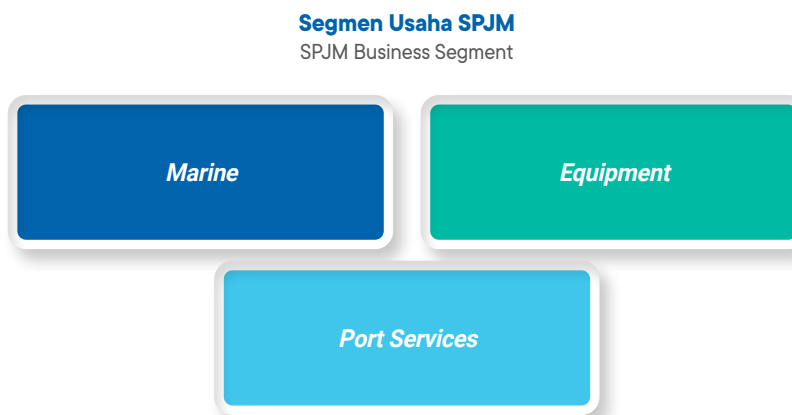 Segmen Usaha SPJM
SPJM Business Segment
Marine
Equipment
Port Services